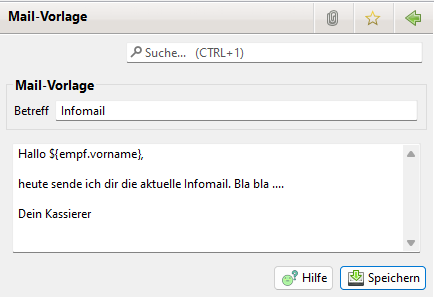 Mail-Vorlage
Suche... (CTRL+1)
Mail-Vorlage
Betreff Infomail
Hallo ${empf.vorname},
heute sende ich dir die aktuelle Infomail. Bla bla ....
Dein Kassierer
Hilfe Speichern